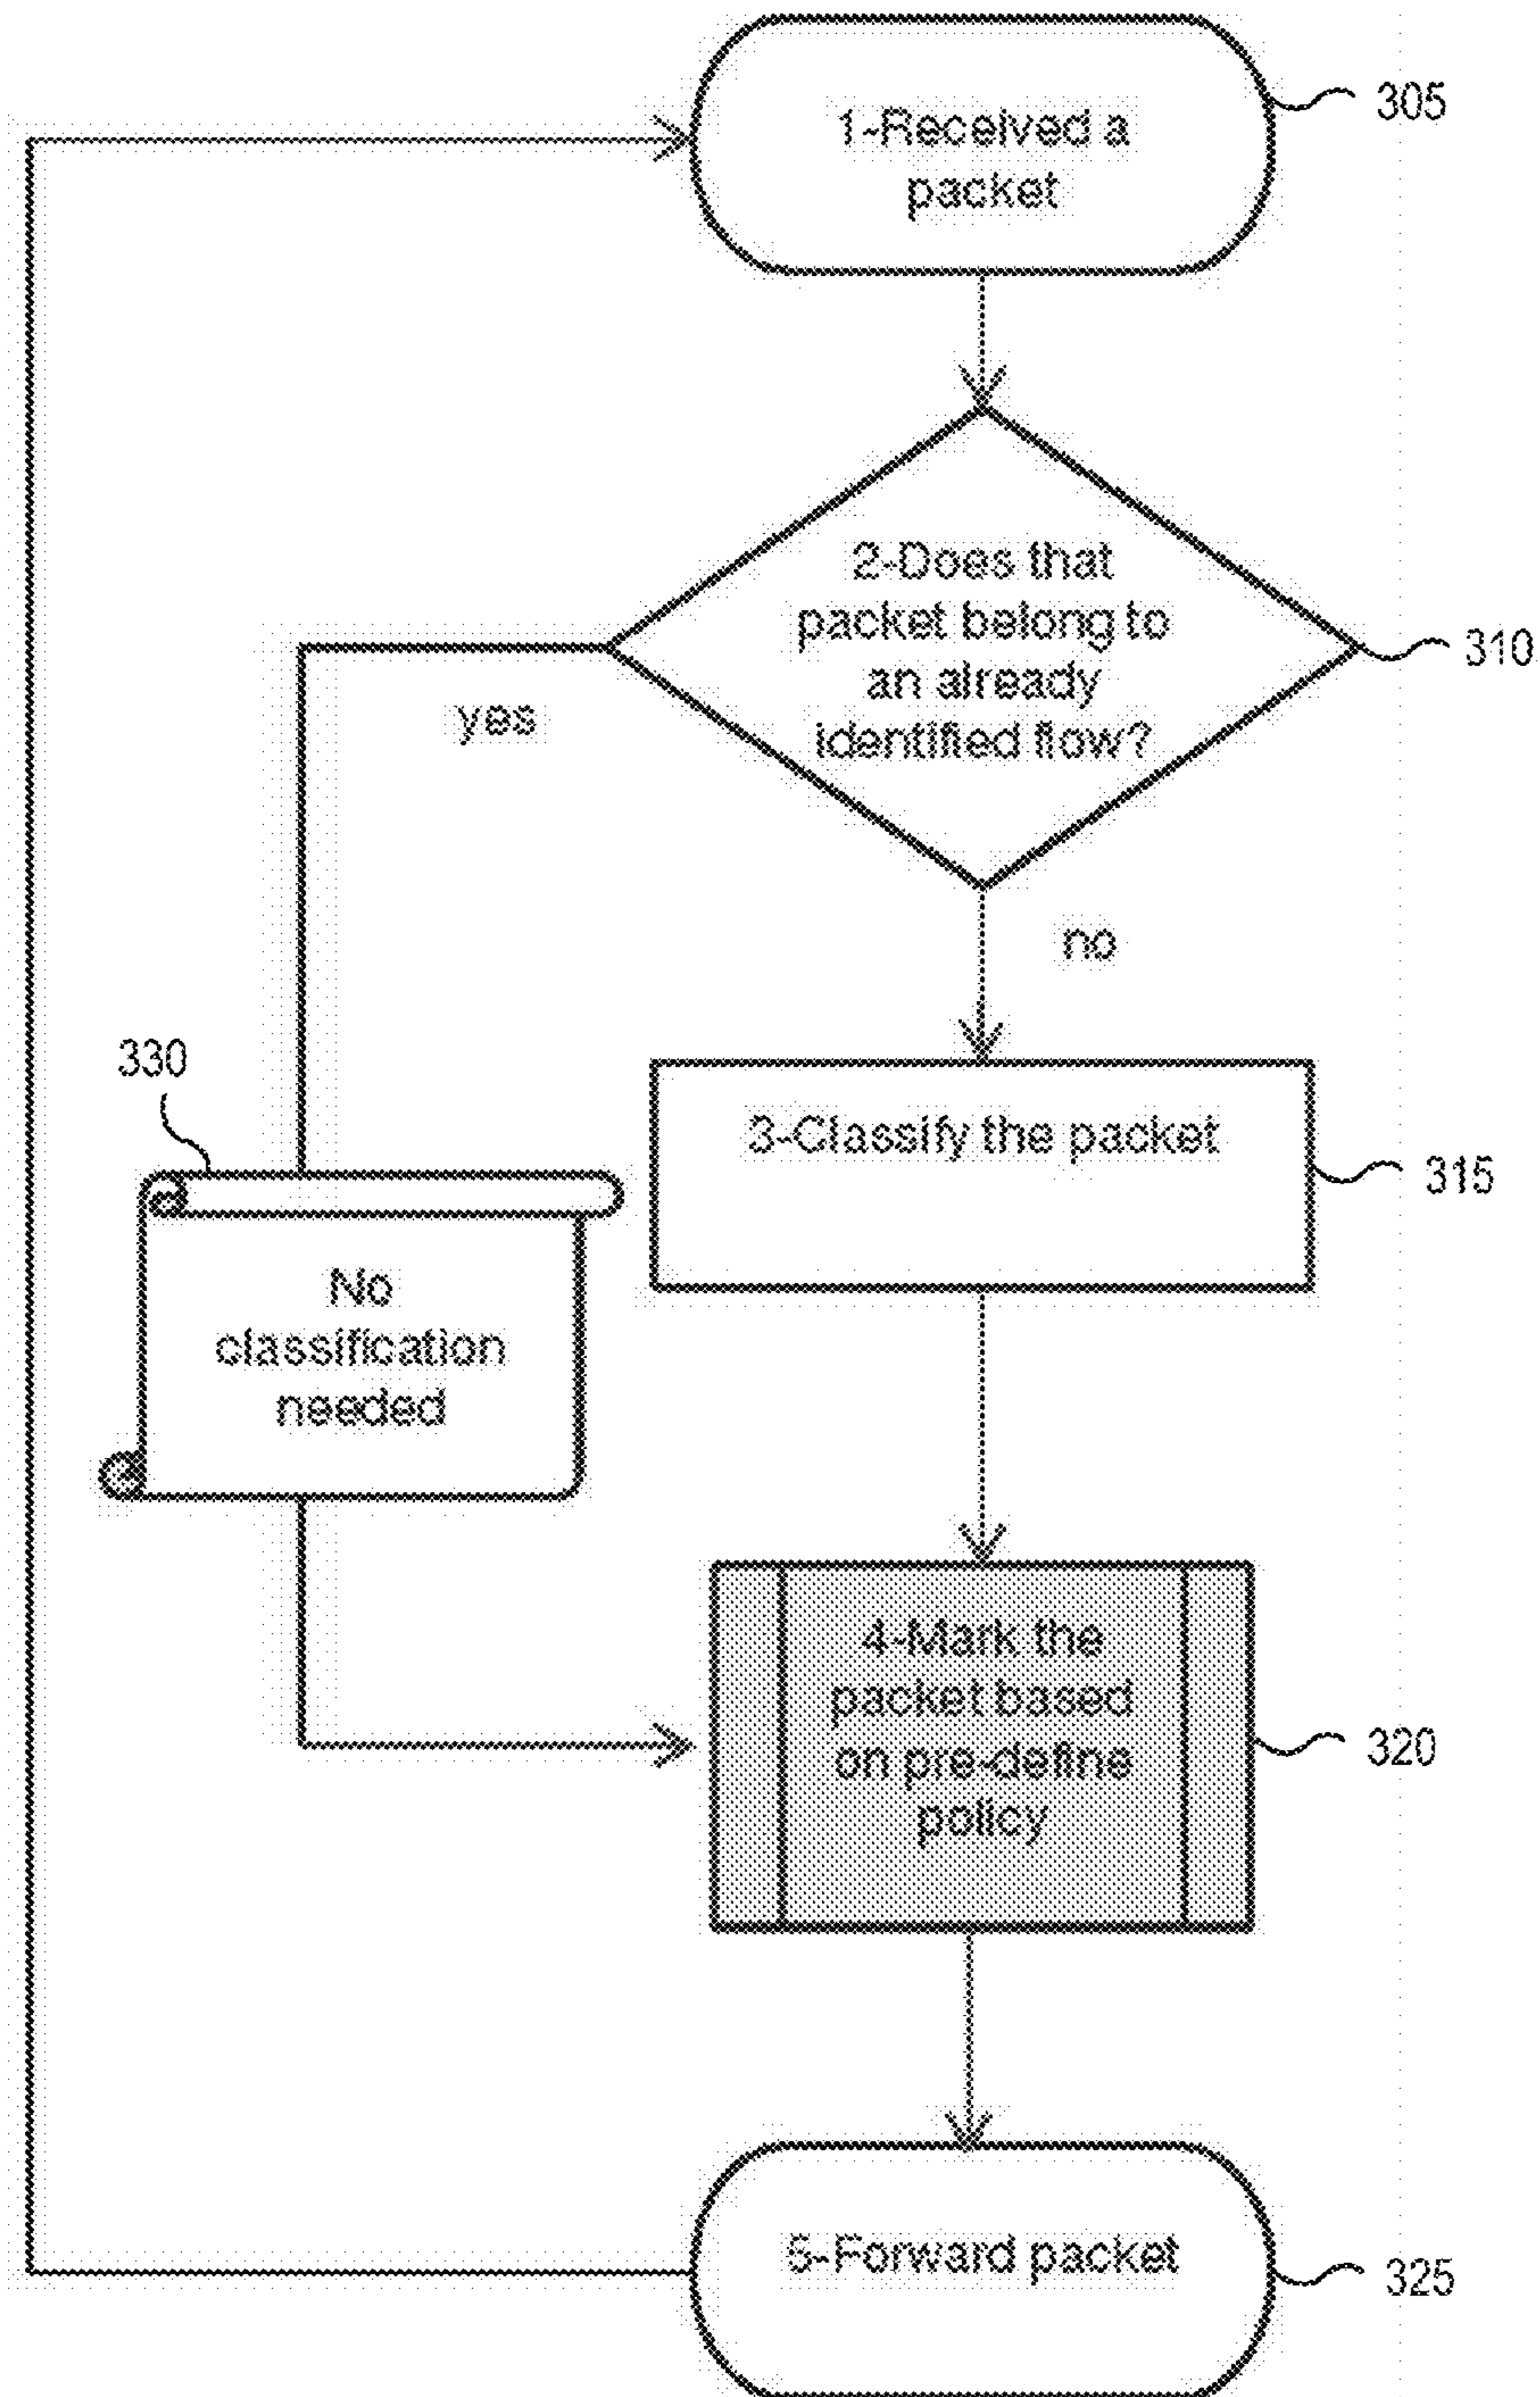 1-Received a
packet
305
2-Does that
packet belong to
an already
identified flow?
310
yes
no
330
3-Classify the packet
315
No
classification
needed
4-Mark the
packet based
on pre-define
policy
320
5-Forward packet
325